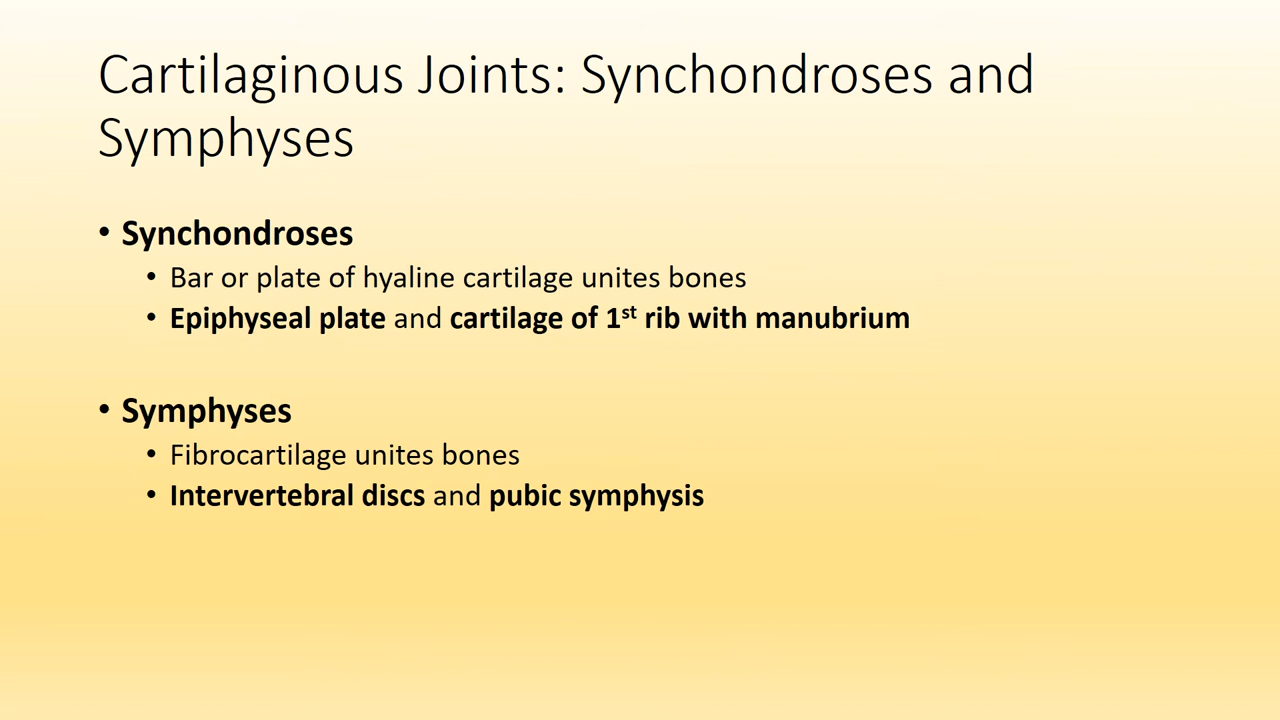 Cartilaginous Joints: Synchondroses and
Symphyses
• Synchondroses
• Bar or plate of hyaline cartilage unites bones
• Epiphyseal plate and cartilage of 1st rib with manubrium
• Symphyses
• Fibrocartilage unites bones
• Intervertebral discs and pubic symphysis